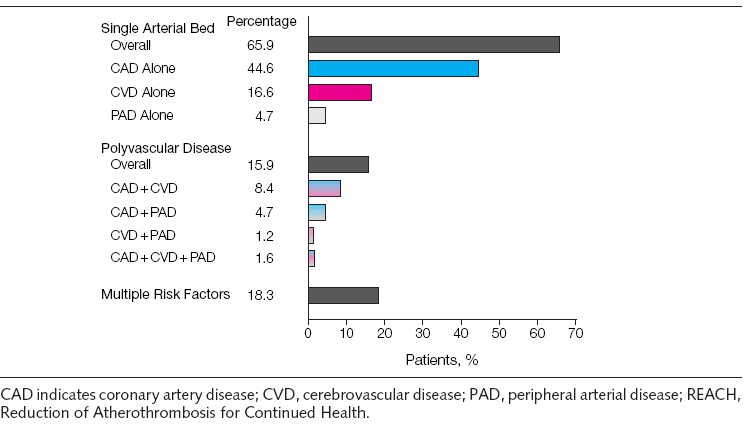 Percentage
Single Arterial Bed
Overall 65.9
CAD Alone 44.6
CVD Alone 16.6
PAD Alone 4.7
Polyvascular Disease
Overall 15.9
CAD+CVD 8.4
CAD+PAD 4.7
CVD+PAD 1.2
CAD+CVD+PAD 1.6
Multiple Risk Factors 18.3
0 10 20 30 40 50 60 70
Patients, %
CAD indicates coronary artery disease; CVD, cerebrovascular disease; PAD, peripheral arterial disease; REACH,
Reduction of Atherothrombosis for Continued Health.